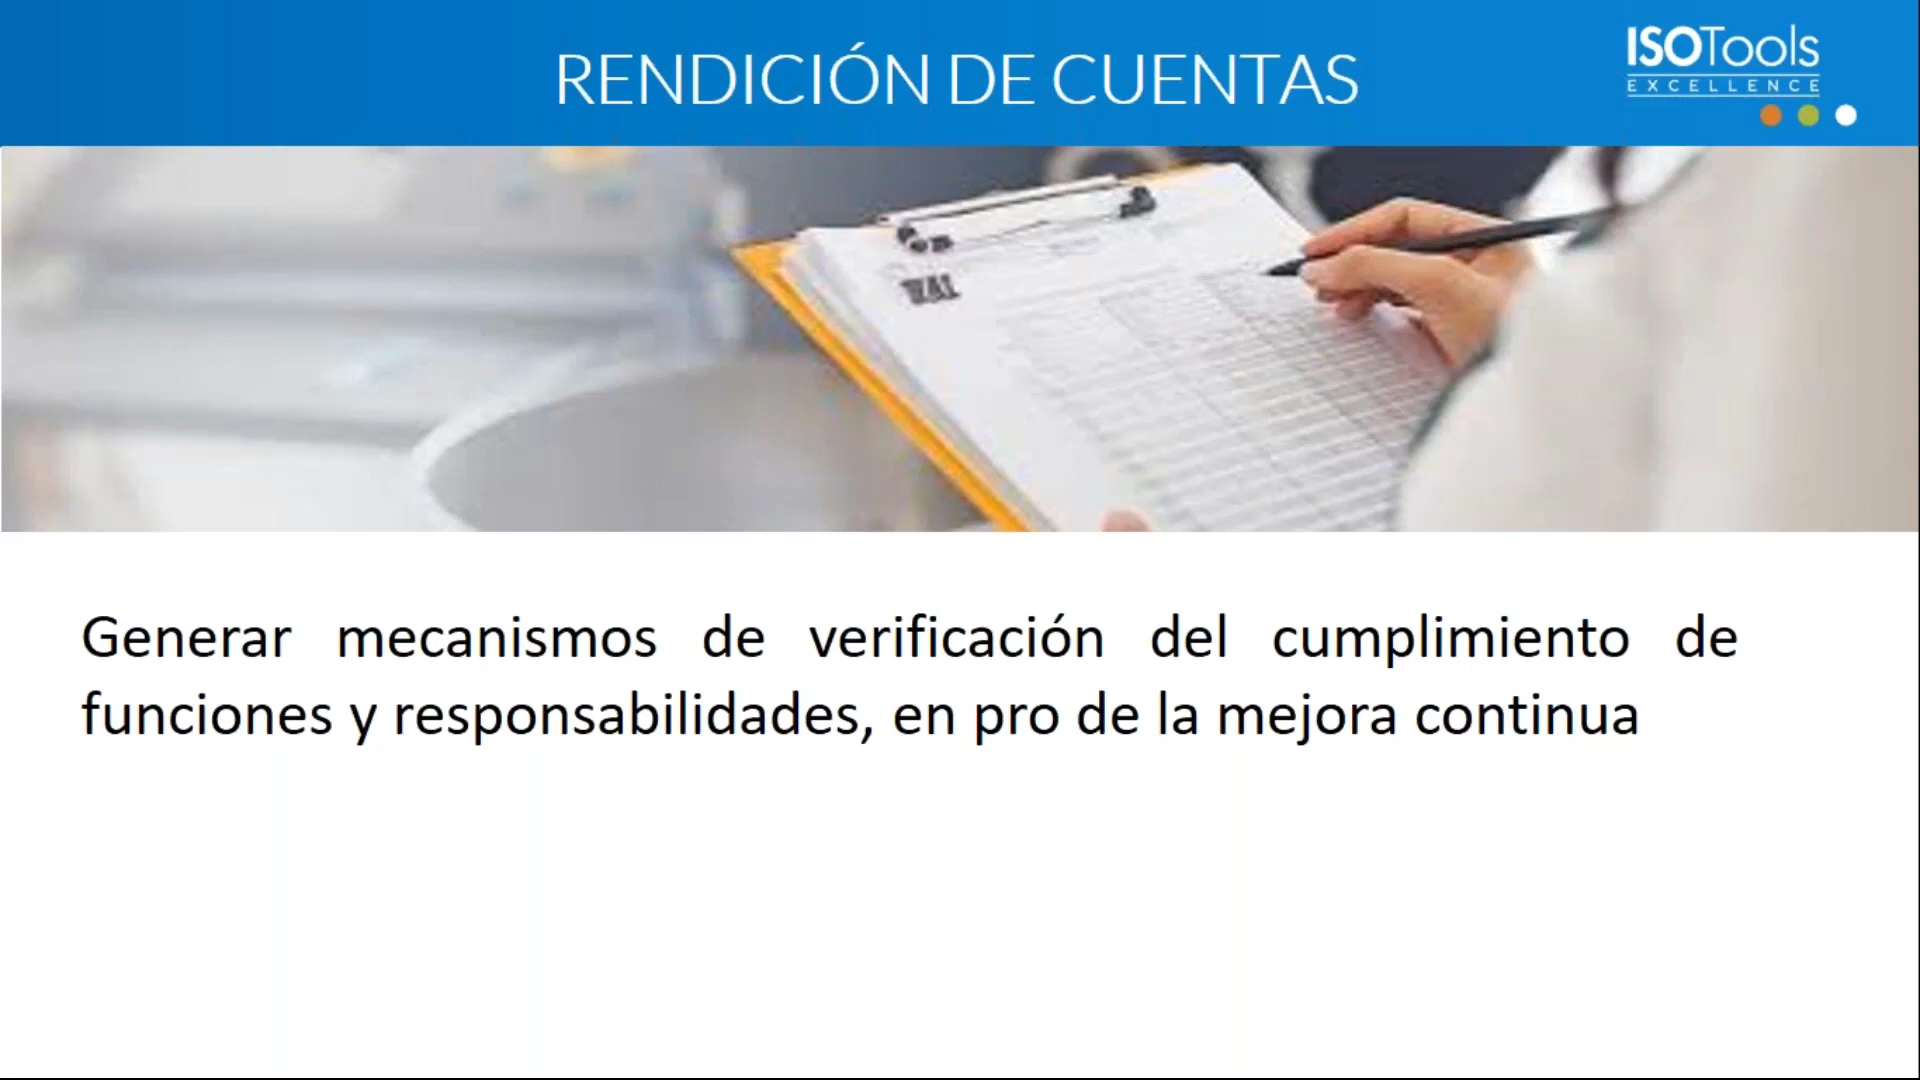 RENDICIÓN DE CUENTAS
ISOTools
EXCELLENCE
Generar mecanismos de verificación del cumplimiento de
funciones y responsabilidades, en pro de la mejora continua